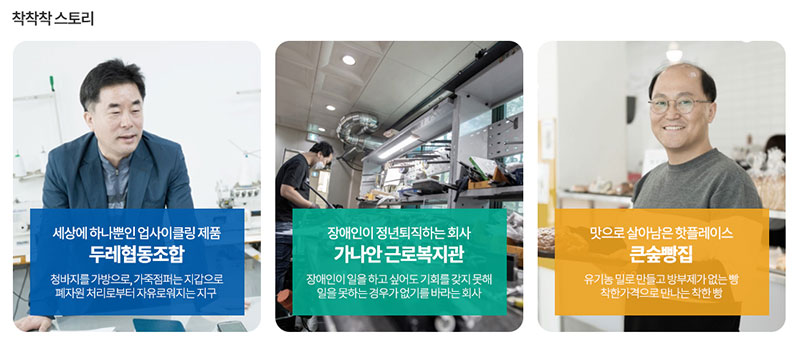 착착착 스토리
세상에 하나뿐인 업사이클링 제품
두레협동조합
청바지를 가방으로, 가죽점퍼는 지갑으로
폐자원 처리로부터 자유로워지는 지구
장애인이 정년퇴직하는 회사
가나안 근로복지관
장애인이 일을 하고 싶어도 기회를 갖지 못해
일을 못하는 경우가 없기를 바라는 회사
맛으로 살아남은 핫플레이스
큰숲빵집
유기농 밀로 만들고 방부제가 없는 빵
착한가격으로 만나는 착한 빵